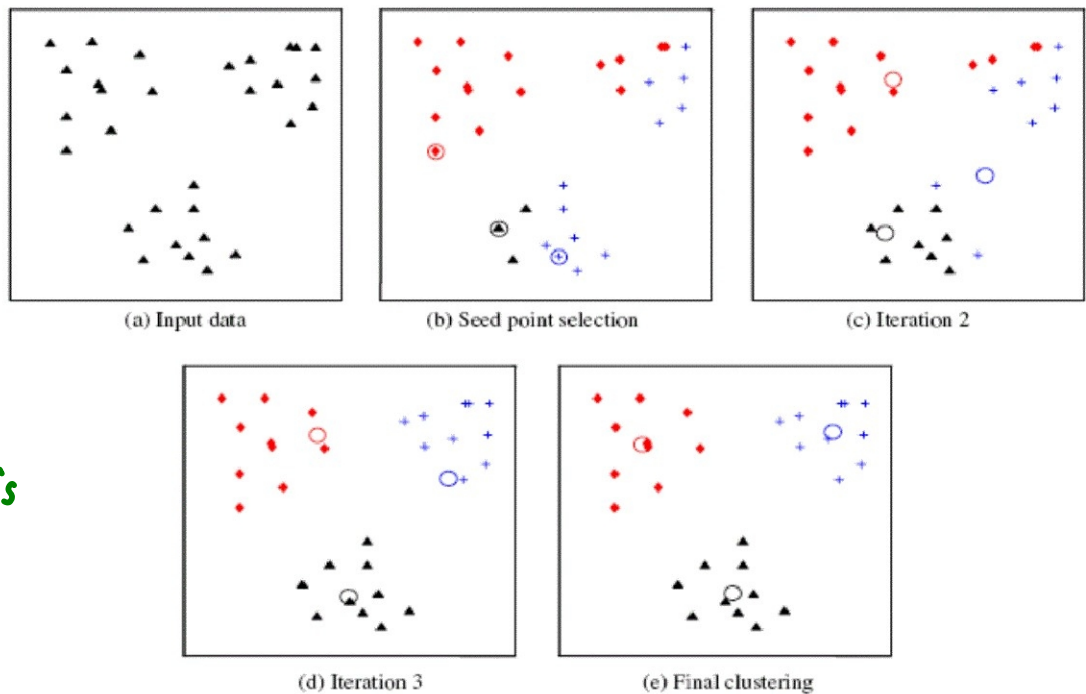 (a) Input data
(b) Seed point selection
(c) Iteration 2
(d) Iteration 3
(e) Final clustering